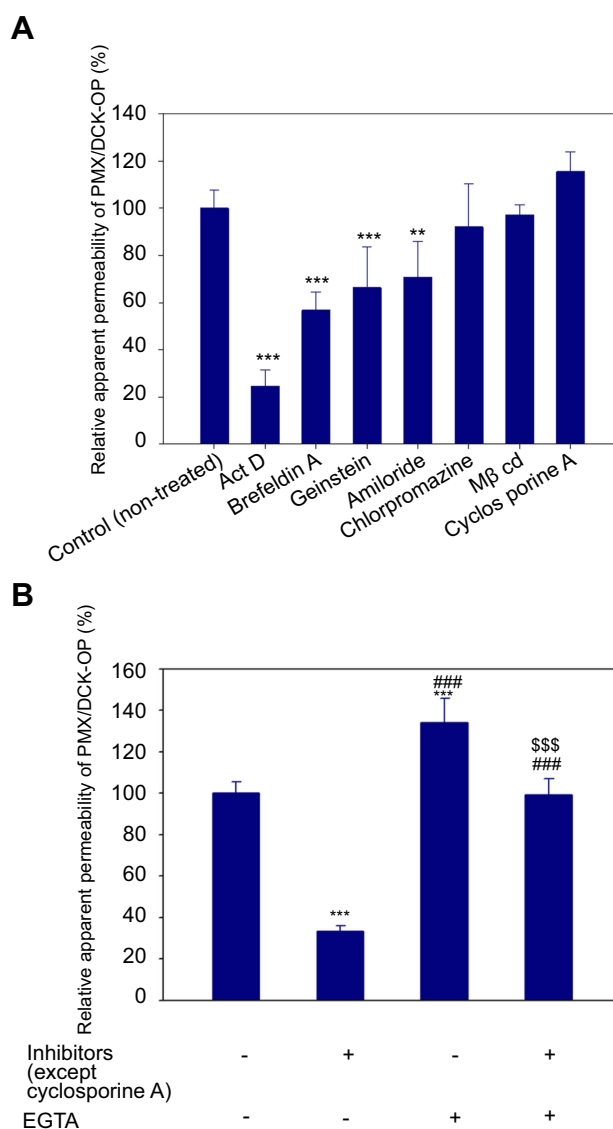 A
Relative apparent permeability of PMX/DCK-OP (%)
140
120
100
80
60
40
20
0
***
***
***
**
Control (non-treated)
Act D
Brefeldin A
Geinstein
Amiloride
Chlorpromazine
Mβ cd
Cyclos porine A
B
Relative apparent permeability of PMX/DCK-OP (%)
160
140
120
100
80
60
40
20
0
***
###
***
$$$
###
Inhibitors - + - +
(except
cyclosporine A)
EGTA - - + +